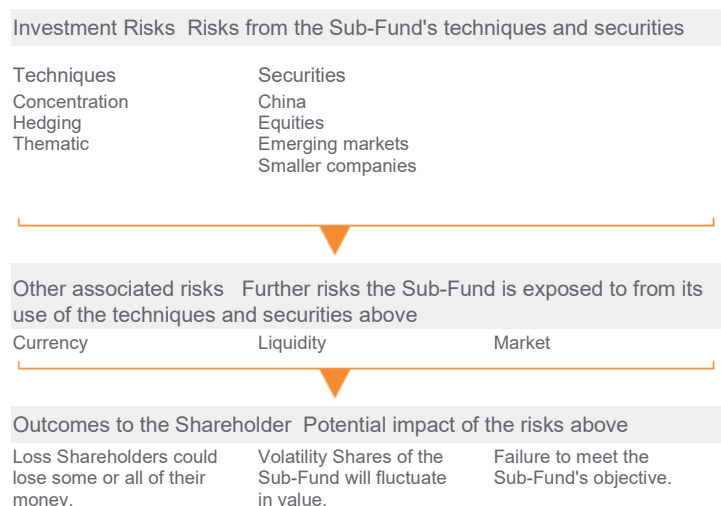 Investment Risks Risks from the Sub-Fund's techniques and securities
Techniques
Concentration
Hedging
Thematic
Securities
China
Equities
Emerging markets
Smaller companies
Other associated risks Further risks the Sub-Fund is exposed to from its
use of the techniques and securities above
Currency
Liquidity
Market
Outcomes to the Shareholder Potential impact of the risks above
Loss Shareholders could
lose some or all of their
money.
Volatility Shares of the
Sub-Fund will fluctuate
in value.
Failure to meet the
Sub-Fund's objective.